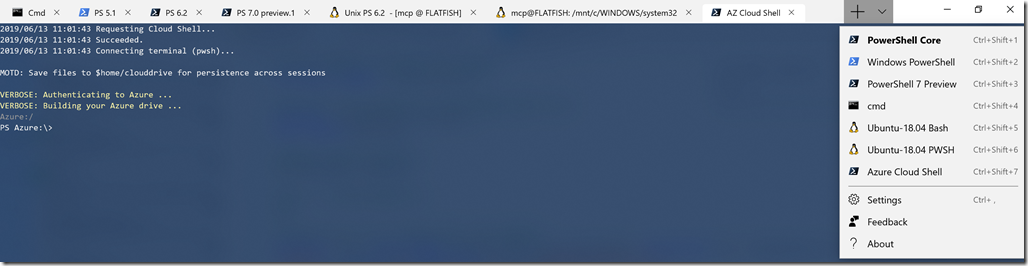 Cmd PS 5.1 PS 6.2 PS 7.0 preview.1 Unix PS 6.2 - [mcp @ FLATFISH] mcp@FLATFISH: /mnt/c/WINDOWS/system32 AZ Cloud Shell
2019/06/13 11:01:43 Requesting Cloud Shell...
2019/06/13 11:01:43 Succeeded.
2019/06/13 11:01:43 Connecting terminal (pwsh)...
MOTD: Save files to $home/clouddrive for persistence across sessions
VERBOSE: Authenticating to Azure ...
VERBOSE: Building your Azure drive ...
Azure:/
PS Azure:\>
PowerShell Core Ctrl+Shift+1
Windows PowerShell Ctrl+Shift+2
PowerShell 7 Preview Ctrl+Shift+3
cmd Ctrl+Shift+4
Ubuntu-18.04 Bash Ctrl+Shift+5
Ubuntu-18.04 PWSH Ctrl+Shift+6
Azure Cloud Shell Ctrl+Shift+7
Settings Ctrl+ ,
Feedback
About